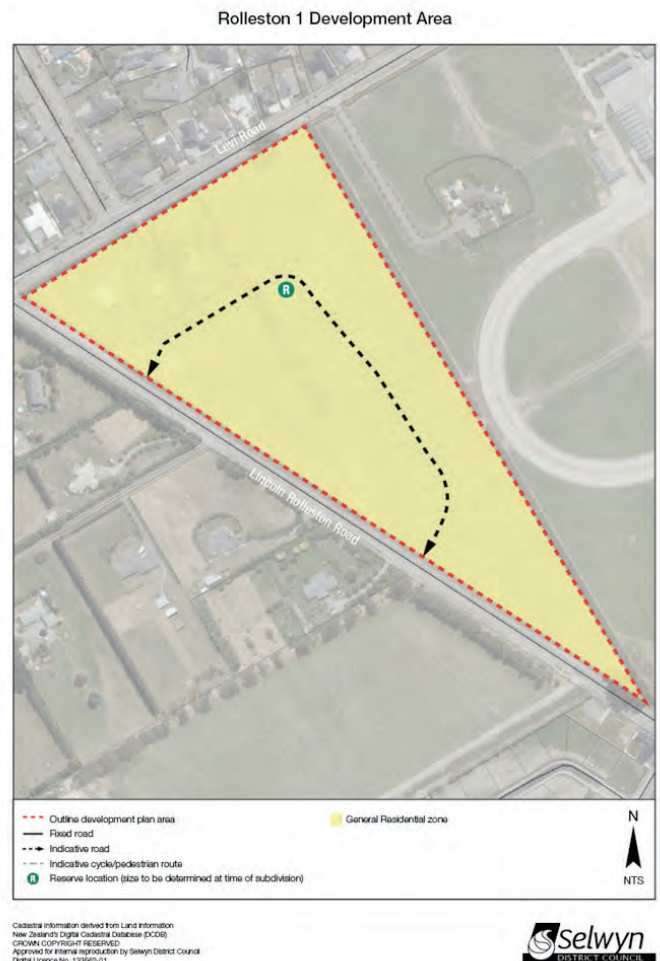 Rolleston 1 Development Area
Levi Road
R
Lincoln Rolleston Road
Outline development plan area
Fixed road
Indicative road
Indicative cycle/pedestrian route
R Reserve location (size to be determined at time of subdivision)
General Residential zone
N
NTS
Cadastral information derived from Land Information
New Zealand's Digital Cadastral Database (DCDB)
CROWN COPYRIGHT RESERVED
Approved for internal reproduction by Selwyn District Council
Digital Licence No.
Selwyn
DISTRICT COUNCIL